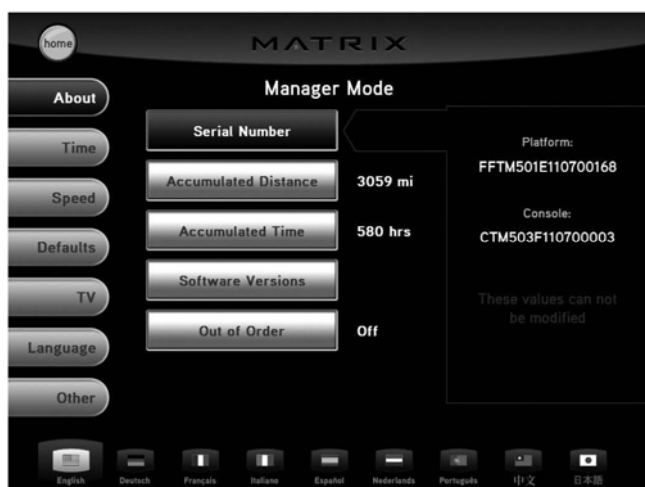 home
MATRIX
Manager Mode
About
Time
Speed
Defaults
TV
Language
Other
Serial Number
Accumulated Distance 3059 mi
Accumulated Time 580 hrs
Software Versions
Out of Order Off
Platform:
FFTM501E110700168
Console:
CTM503F110700003
These values can not
be modified
English Deutsch Français Italiano Español Nederlands Português 中文 日本語